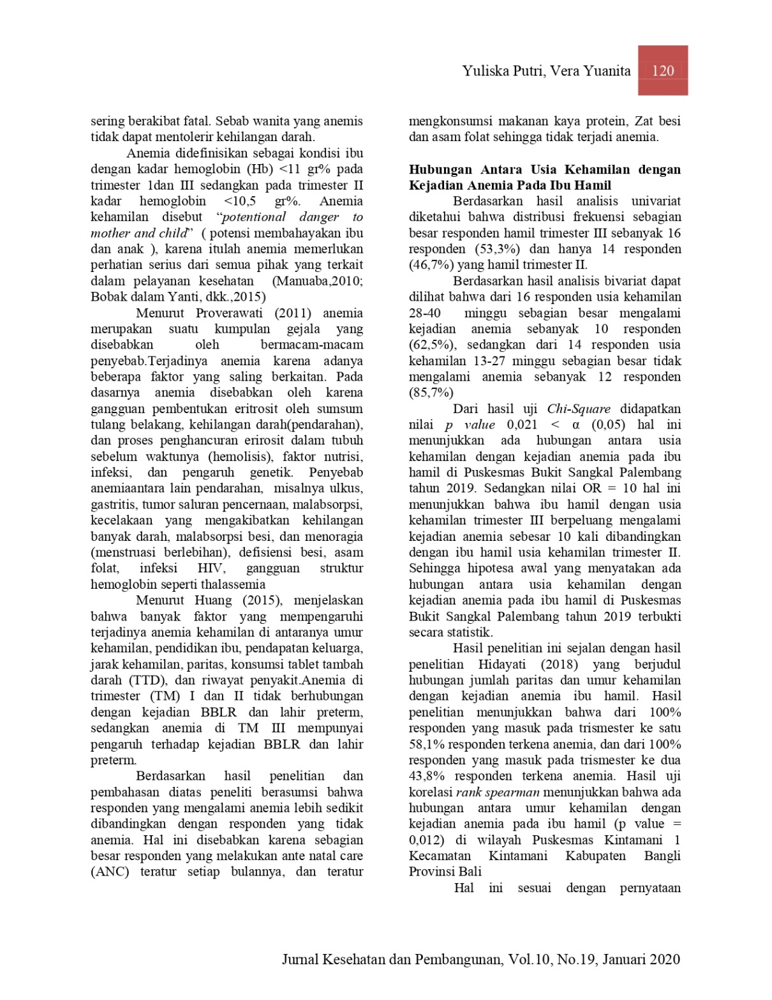 Yuliska Putri, Vera Yuanita 120
sering berakibat fatal. Sebab wanita yang anemis
tidak dapat mentolerir kehilangan darah.
Anemia didefinisikan sebagai kondisi ibu
dengan kadar hemoglobin (Hb) <11 gr% pada
trimester 1dan III sedangkan pada trimester II
kadar hemoglobin <10,5 gr%. Anemia
kehamilan disebut “potentional danger to
mother and child” ( potensi membahayakan ibu
dan anak ), karena itulah anemia memerlukan
perhatian serius dari semua pihak yang terkait
dalam pelayanan kesehatan (Manuaba,2010;
Bobak dalam Yanti, dkk.,2015)
Menurut Proverawati (2011) anemia
merupakan suatu kumpulan gejala yang
disebabkan oleh bermacam-macam
penyebab.Terjadinya anemia karena adanya
beberapa faktor yang saling berkaitan. Pada
dasarnya anemia disebabkan oleh karena
gangguan pembentukan eritrosit oleh sumsum
tulang belakang, kehilangan darah(pendarahan),
dan proses penghancuran erirosit dalam tubuh
sebelum waktunya (hemolisis), faktor nutrisi,
infeksi, dan pengaruh genetik. Penyebab
anemiaantara lain pendarahan, misalnya ulkus,
gastritis, tumor saluran pencernaan, malabsorpsi,
kecelakaan yang mengakibatkan kehilangan
banyak darah, malabsorpsi besi, dan menoragia
(menstruasi berlebihan), defisiensi besi, asam
folat, infeksi HIV, gangguan struktur
hemoglobin seperti thalassemia
Menurut Huang (2015), menjelaskan
bahwa banyak faktor yang mempengaruhi
terjadinya anemia kehamilan di antaranya umur
kehamilan, pendidikan ibu, pendapatan keluarga,
jarak kehamilan, paritas, konsumsi tablet tambah
darah (TTD), dan riwayat penyakit.Anemia di
trimester (TM) I dan II tidak berhubungan
dengan kejadian BBLR dan lahir preterm,
sedangkan anemia di TM III mempunyai
pengaruh terhadap kejadian BBLR dan lahir
preterm.
Berdasarkan hasil penelitian dan
pembahasan diatas peneliti berasumsi bahwa
responden yang mengalami anemia lebih sedikit
dibandingkan dengan responden yang tidak
anemia. Hal ini disebabkan karena sebagian
besar responden yang melakukan ante natal care
(ANC) teratur setiap bulannya, dan teratur
mengkonsumsi makanan kaya protein, Zat besi
dan asam folat sehingga tidak terjadi anemia.
Hubungan Antara Usia Kehamilan dengan
Kejadian Anemia Pada Ibu Hamil
Berdasarkan hasil analisis univariat
diketahui bahwa distribusi frekuensi sebagian
besar responden hamil trimester III sebanyak 16
responden (53,3%) dan hanya 14 responden
(46,7%) yang hamil trimester II.
Berdasarkan hasil analisis bivariat dapat
dilihat bahwa dari 16 responden usia kehamilan
28-40 minggu sebagian besar mengalami
kejadian anemia sebanyak 10 responden
(62,5%), sedangkan dari 14 responden usia
kehamilan 13-27 minggu sebagian besar tidak
mengalami anemia sebanyak 12 responden
(85,7%)
Dari hasil uji Chi-Square didapatkan
nilai p value 0,021 < α (0,05) hal ini
menunjukkan ada hubungan antara usia
kehamilan dengan kejadian anemia pada ibu
hamil di Puskesmas Bukit Sangkal Palembang
tahun 2019. Sedangkan nilai OR = 10 hal ini
menunjukkan bahwa ibu hamil dengan usia
kehamilan trimester III berpeluang mengalami
kejadian anemia sebesar 10 kali dibandingkan
dengan ibu hamil usia kehamilan trimester II.
Sehingga hipotesa awal yang menyatakan ada
hubungan antara usia kehamilan dengan
kejadian anemia pada ibu hamil di Puskesmas
Bukit Sangkal Palembang tahun 2019 terbukti
secara statistik.
Hasil penelitian ini sejalan dengan hasil
penelitian Hidayati (2018) yang berjudul
hubungan jumlah paritas dan umur kehamilan
dengan kejadian anemia ibu hamil. Hasil
penelitian menunjukkan bahwa dari 100%
responden yang masuk pada trismester ke satu
58,1% responden terkena anemia, dan dari 100%
responden yang masuk pada trismester ke dua
43,8% responden terkena anemia. Hasil uji
korelasi rank spearman menunjukkan bahwa ada
hubungan antara umur kehamilan dengan
kejadian anemia pada ibu hamil (p value =
0,012) di wilayah Puskesmas Kintamani 1
Kecamatan Kintamani Kabupaten Bangli
Provinsi Bali
Hal ini sesuai dengan pernyataan
Jurnal Kesehatan dan Pembangunan, Vol.10, No.19, Januari 2020